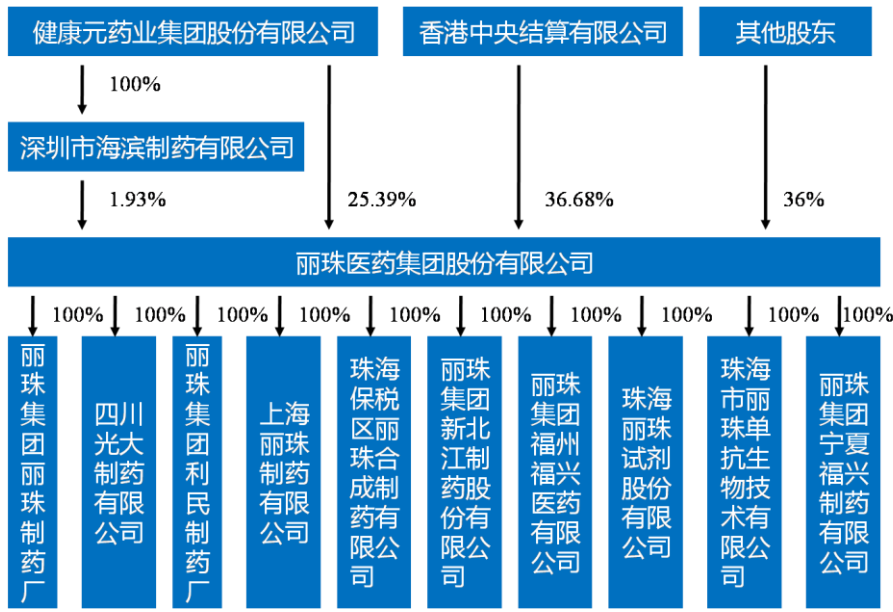 健康元药业集团股份有限公司
香港中央结算有限公司
其他股东
100%
深圳市海滨制药有限公司
1.93%
25.39%
36.68%
36%
丽珠医药集团股份有限公司
100%
100%
100%
100%
100%
100%
100%
100%
100%
100%
丽珠集团丽珠制药厂
四川
光大
制药
有限
公司
丽珠集团利民制药厂
上海
丽珠
制药
有限
公司
珠海
保税
区丽
珠合
成制
药有
限公
司
丽珠
集团
新北
江制
药股
份有
限公
司
丽珠
集团
福州
福兴
医药
有限
公司
珠海
丽珠
试剂
股份
有限
公司
珠海
市丽
珠单
抗生
物技
术有
限公
司
丽珠
集团
宁夏
福兴
制药
有限
公司